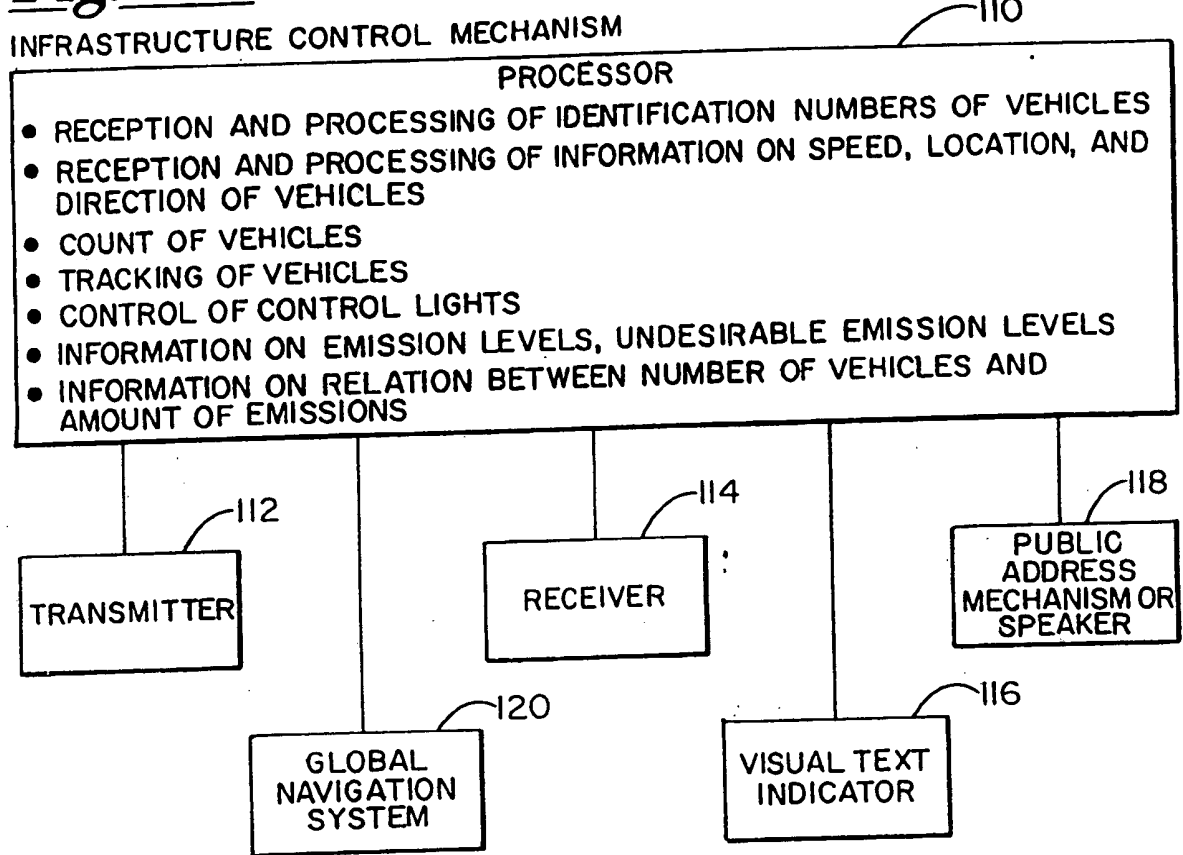 110
INFRASTRUCTURE CONTROL MECHANISM
PROCESSOR
• RECEPTION AND PROCESSING OF IDENTIFICATION NUMBERS OF VEHICLES
• RECEPTION AND PROCESSING OF INFORMATION ON SPEED, LOCATION, AND
DIRECTION OF VEHICLES
• COUNT OF VEHICLES
• TRACKING OF VEHICLES
• CONTROL OF CONTROL LIGHTS
• INFORMATION ON EMISSION LEVELS, UNDESIRABLE EMISSION LEVELS
• INFORMATION ON RELATION BETWEEN NUMBER OF VEHICLES AND
AMOUNT OF EMISSIONS
112
TRANSMITTER
114
RECEIVER
118
PUBLIC
ADDRESS
MECHANISM OR
SPEAKER
120
GLOBAL
NAVIGATION
SYSTEM
116
VISUAL TEXT
INDICATOR